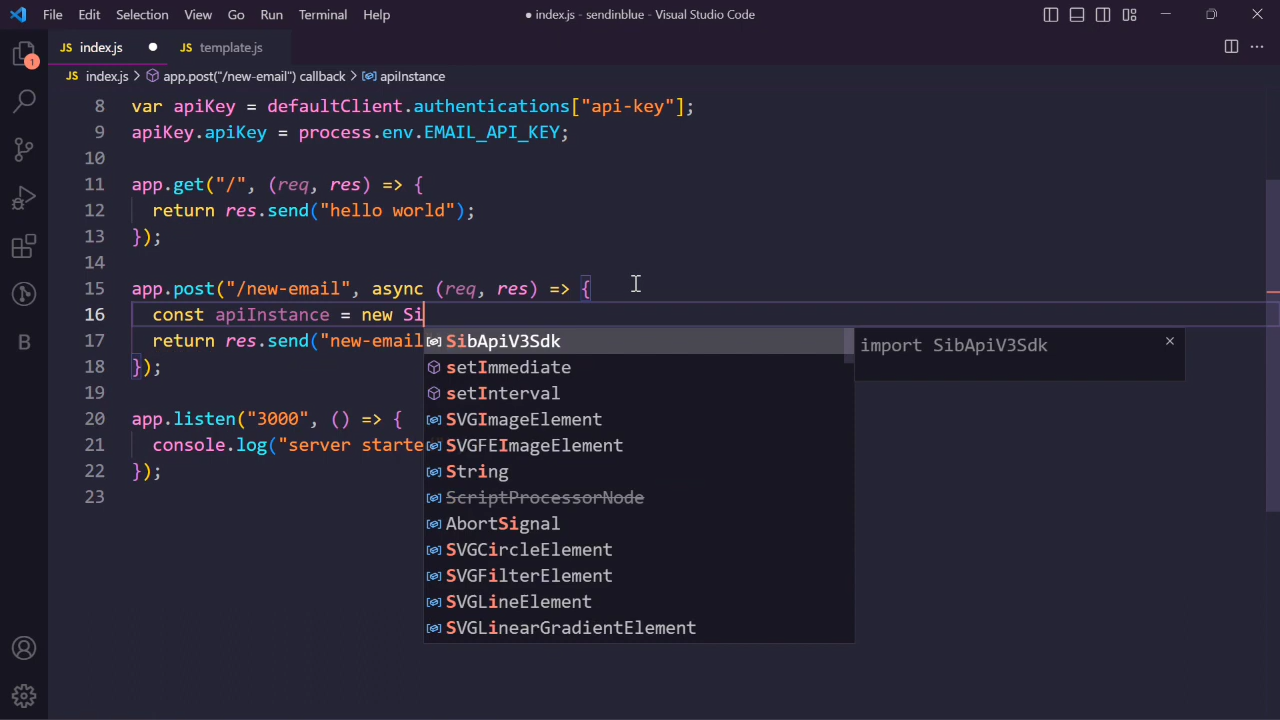 File Edit Selection View Go Run Terminal Help
● index.js - sendinblue - Visual Studio Code
JS index.js ● JS template.js
JS index.js > app.post("/new-email") callback > apiInstance
1
8 var apiKey = defaultClient.authentications["api-key"];
9 apiKey.apiKey = process.env.EMAIL_API_KEY;
10
11 app.get("/", (req, res) => {
12 return res.send("hello world");
13 });
14
15 app.post("/new-email", async (req, res) => {
16 const apiInstance = new Si
17 return res.send("new-email
18 });
19
20 app.listen("3000", () => {
21 console.log("server starte
22 });
23
SibApiV3Sdk
setImmediate
setInterval
SVGImageElement
SVGFEImageElement
String
ScriptProcessorNode
AbortSignal
SVGCircleElement
SVGFilterElement
SVGLineElement
SVGLinearGradientElement
import SibApiV3Sdk
B